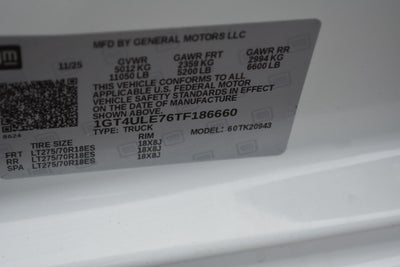 gm
MFD BY GENERAL MOTORS LLC
11/25 GVWR GAWR FRT GAWR RR
5012 KG 2359 KG 2994 KG
11050 LB 5200 LB 6600 LB
THIS VEHICLE CONFORMS TO ALL
APPLICABLE U.S. FEDERAL MOTOR
VEHICLE SAFETY STANDARDS IN EFFECT
ON THE DATE OF MANUFACTURE
1GT4ULE76TF186660
8624 TYPE: TRUCK MODEL: 60TK20943
TIRE SIZE RIM
FRT LT275/70R18ES 18X8J
RR LT275/70R18ES 18X8J
SPA LT275/70R18ES 18X8J